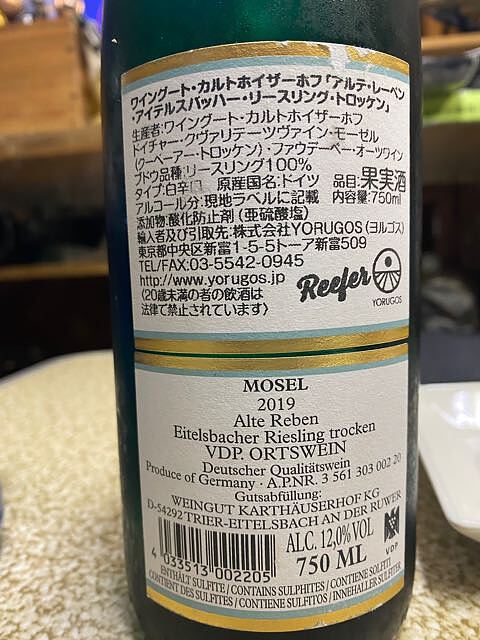 ワイングート・カルトホイザーホフ「アルテ・レーベン
・アイテルスバッハー・リースリング・トロッケン」
生産者:ワイングート・カルトホイザーホフ
ドイチャー・クヴァリテーツヴァイン・モーゼル
(クーベアー・トロッケン)・ファウデーペー・オーツワイン
ブドウ品種:リースリング100%
タイプ:白辛口 原産国名:ドイツ 品目:果実酒
アルコール分:現地ラベルに記載 内容量:750ml
添加物:酸化防止剤(亜硫酸塩)
輸入者及び引取先:株式会社YORUGOS(ヨルゴス)
東京都中央区新富1-5-5トーア新富509
TEL/FAX:03-5542-0945
http://www.yorugos.jp
〈20歳未満の者の飲酒は
法律で禁止されています〉
Reefer
YORUGOS
MOSEL
2019
Alte Reben
Eitelsbacher Riesling trocken
VDP. ORTSWEIN
Deutscher Qualitätswein
Produce of Germany · A.P.NR. 3 561 303 002 20
Gutsabfüllung:
WEINGUT KARTHÄUSERHOF KG
D-54292 TRIER-EITELSBACH AN DER RUWER
ALC. 12,0% VOL
750 ML
VDP
4 033513 002205
ENTHÄLT SULFITE / CONTAINS SULPHITES / CONTIENE SOLFITI
CONTIENT DES SULFITES / CONTIENE SULFITOS / INNEHALLER SULFITER